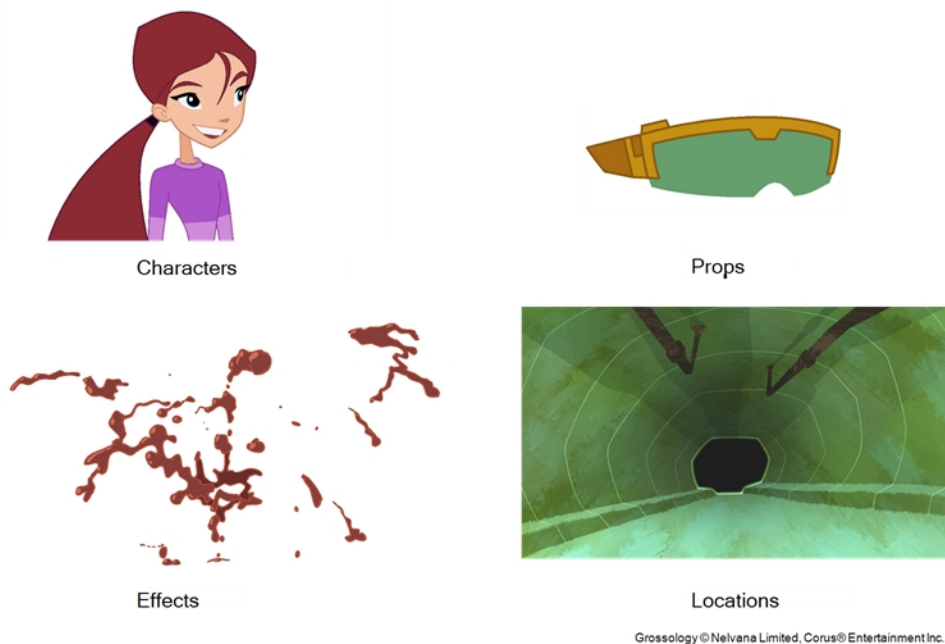 Characters
Props
Effects
Locations
Grossology © Nelvana Limited, Corus® Entertainment Inc.